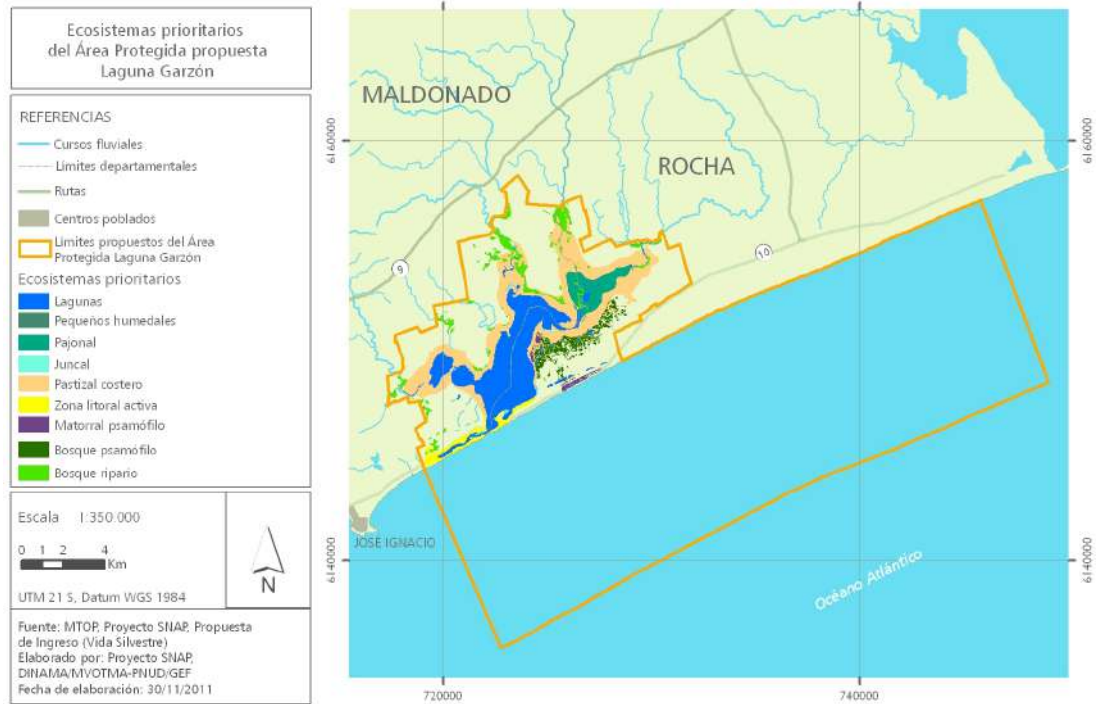 Ecosistemas prioritarios
del Área Protegida propuesta
Laguna Garzón
REFERENCIAS
Cursos fluviales
Limites departamentales
Rutas
Centros poblados
Limites propuestos del Área
Protegida Laguna Garzón
Ecosistemas prioritarios
Lagunas
Pequeños humedales
Pajonal
Juncal
Pastizal costero
Zona litoral activa
Matorral psamófilo
Bosque psamófilo
Bosque ripario
Escala 1:350 000
0 1 2 4
Km
N
UTM 21 S, Datum WGS 1984
Fuente: MTOP, Proyecto SNAP, Propuesta
de Ingreso (Vida Silvestre)
Elaborado por: Proyecto SNAP,
DINAMA/MVOTMA-PNUD/GEF
Fecha de elaboración: 30/11/2011
MALDONADO
ROCHA
9
10
JOSE IGNACIO
Océano Atlántico
6160000
6160000
6140000
6140000
720000
740000